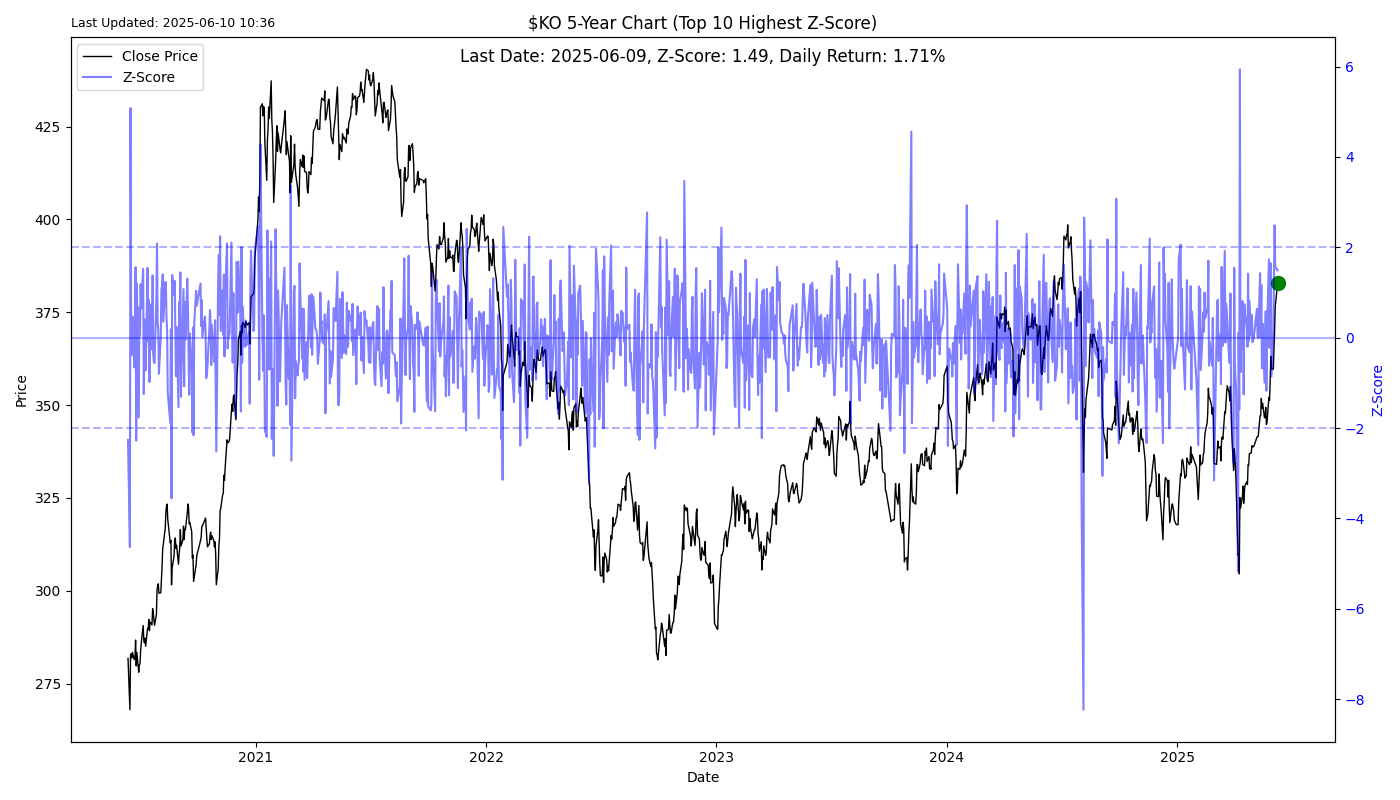 Last Updated: 2025-06-10 10:36
$KO 5-Year Chart (Top 10 Highest Z-Score)
Last Date: 2025-06-09, Z-Score: 1.49, Daily Return: 1.71%
Close Price
Z-Score
425
400
375
350
325
300
275
Price
6
4
2
0
−2
−4
−6
−8
Z-Score
2021
2022
2023
2024
2025
Date